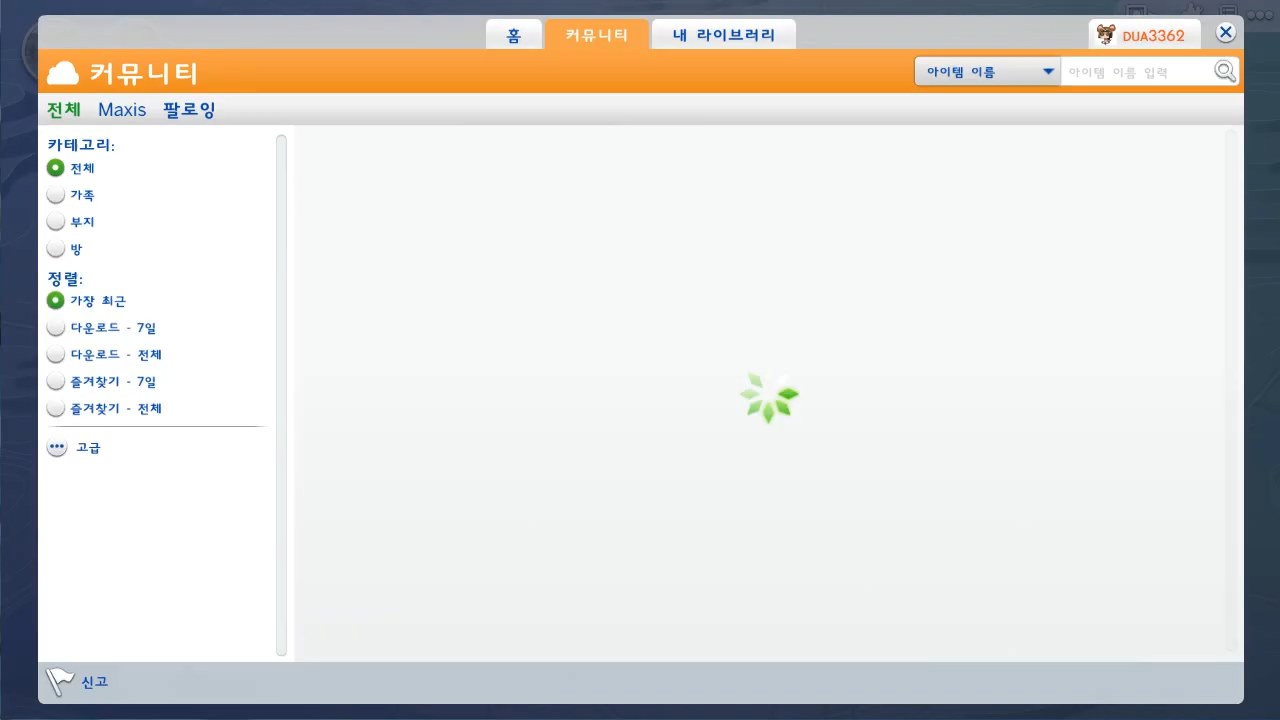 홈 커뮤니티 내 라이브러리 DUA3362
커뮤니티 아이템 이름 아이템 이름 입력
전체 Maxis 팔로잉
카테고리:
전체
가족
부지
방
정렬:
가장 최근
다운로드 - 7일
다운로드 - 전체
즐겨찾기 - 7일
즐겨찾기 - 전체
고급
신고